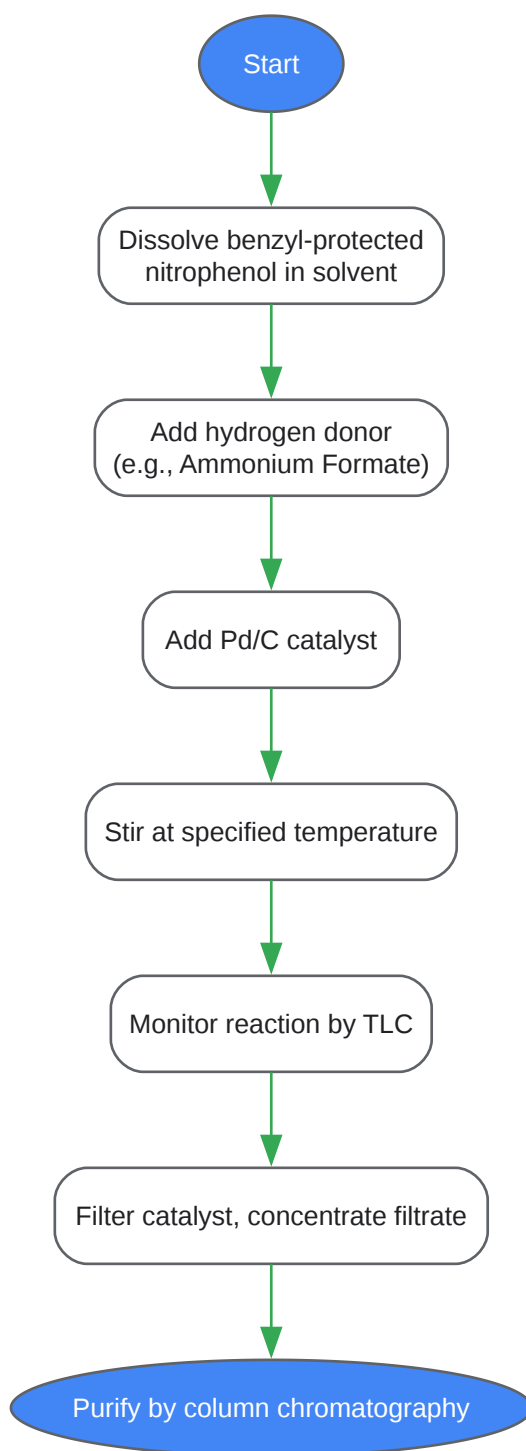 Start
Dissolve benzyl-protected
nitrophenol in solvent
Add hydrogen donor
(e.g., Ammonium Formate)
Add Pd/C catalyst
Stir at specified temperature
Monitor reaction by TLC
Filter catalyst, concentrate filtrate
Purify by column chromatography